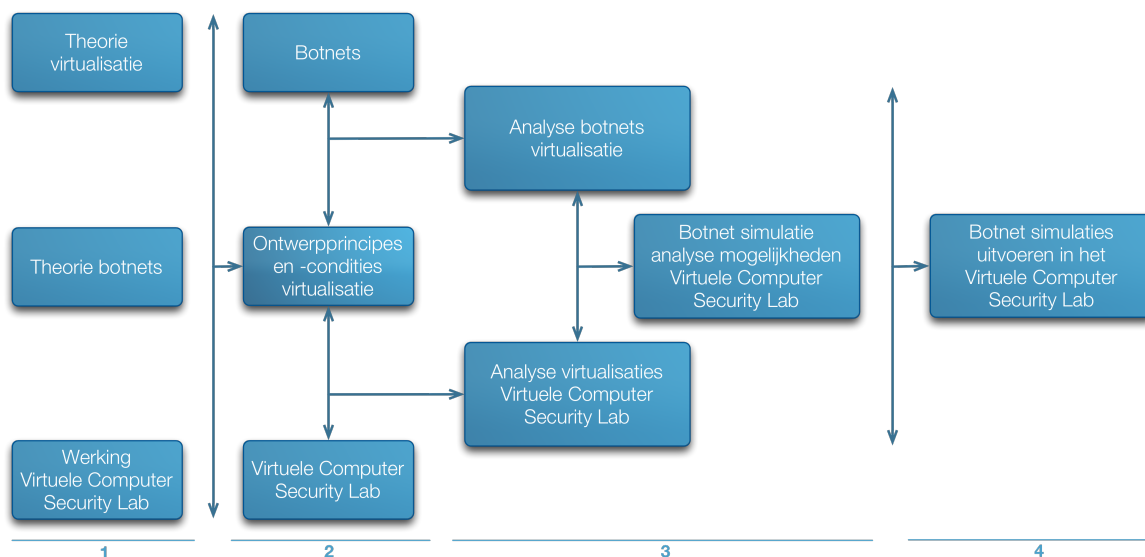 Theorie
virtualisatie
Botnets
Analyse botnets
virtualisatie
Theorie botnets
Ontwerpprincipes
en -condities
virtualisatie
Botnet simulatie
analyse mogelijkheden
Virtuele Computer
Security Lab
Botnet simulaties
uitvoeren in het
Virtuele Computer
Security Lab
Analyse virtualisaties
Virtuele Computer
Security Lab
Werking
Virtuele Computer
Security Lab
Virtuele Computer
Security Lab
1
2
3
4